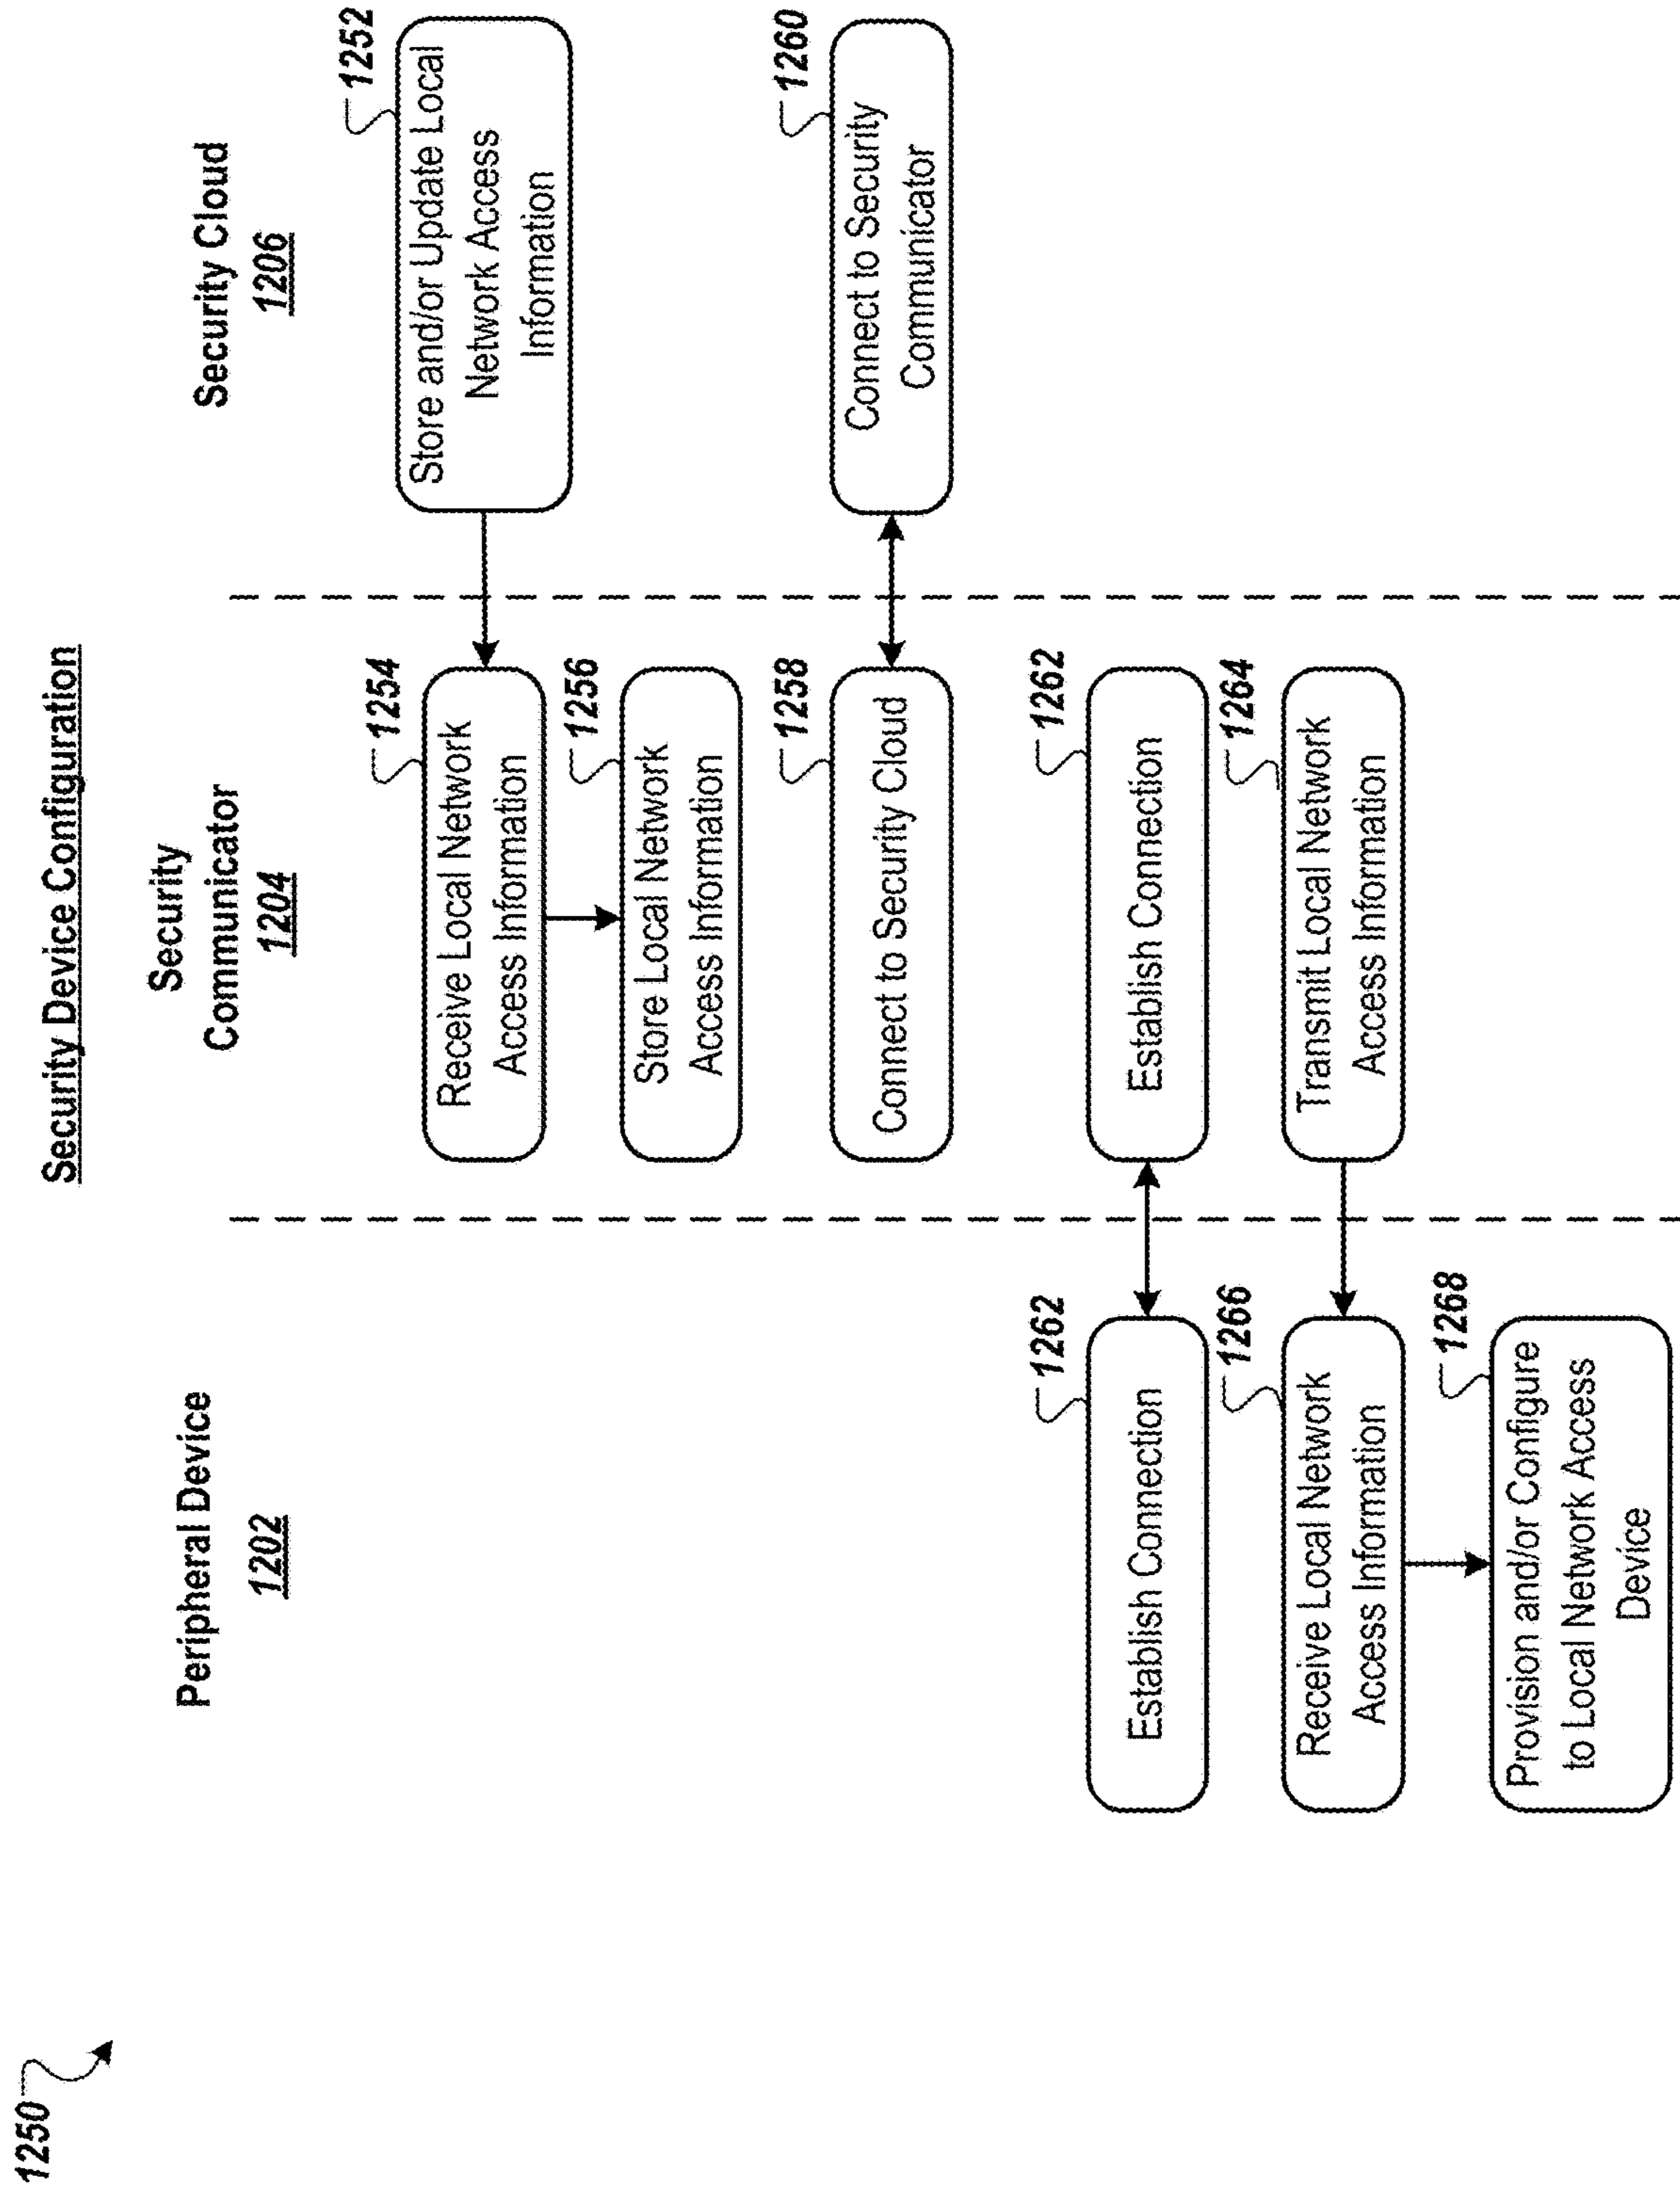 1250
Security Device Configuration
Peripheral Device
1202
Security
Communicator
1204
Security Cloud
1206
1252
Store and/or Update Local
Network Access
Information
1254
Receive Local Network
Access Information
1256
Store Local Network
Access Information
1258
Connect to Security Cloud
1260
Connect to Security
Communicator
1262
Establish Connection
1262
Establish Connection
1264
Transmit Local Network
Access Information
1266
Receive Local Network
Access Information
1268
Provision and/or Configure
to Local Network Access
Device